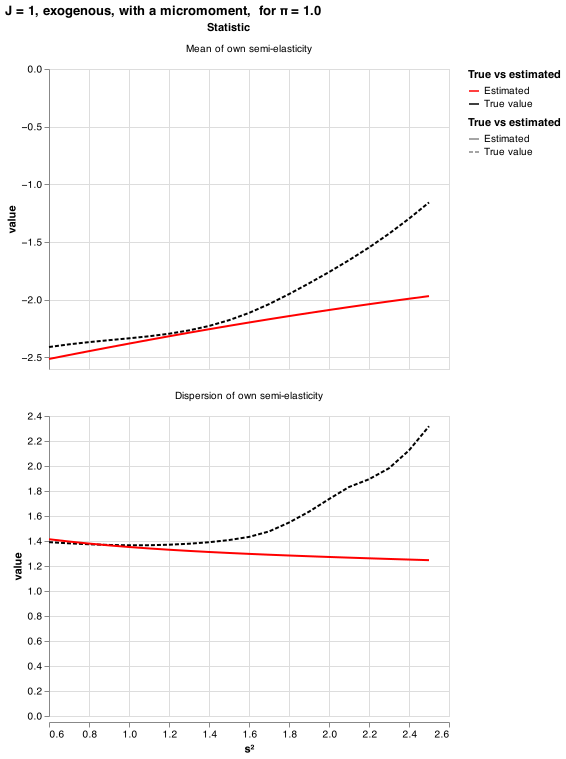 J = 1, exogenous, with a micromoment, for π = 1.0
Statistic
Mean of own semi-elasticity
0.0
−0.5
−1.0
−1.5
−2.0
−2.5
value
True vs estimated
Estimated
True value
True vs estimated
Estimated
True value
Dispersion of own semi-elasticity
2.4
2.2
2.0
1.8
1.6
1.4
1.2
1.0
0.8
0.6
0.4
0.2
0.0
value
0.6 0.8 1.0 1.2 1.4 1.6 1.8 2.0 2.2 2.4 2.6
s²